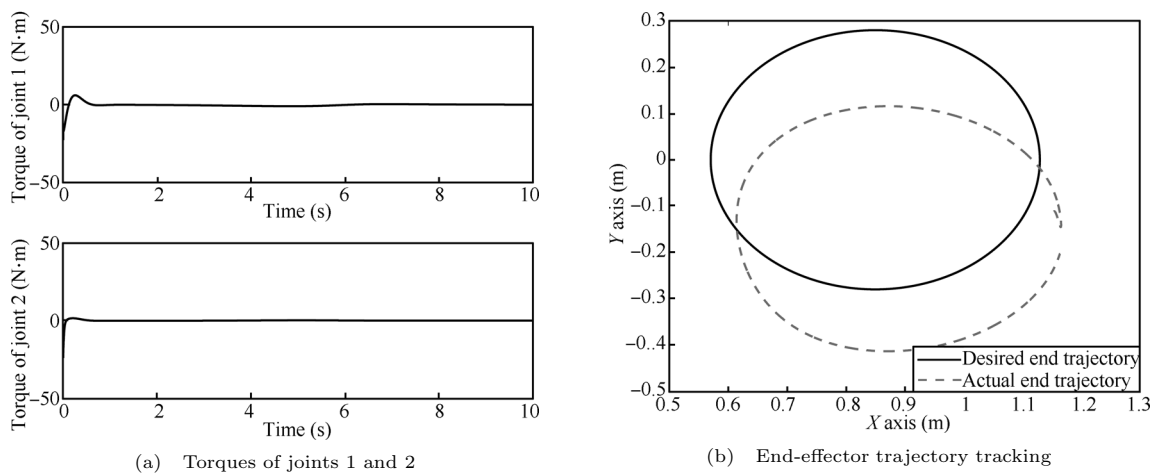 Torque of joint 1 (N·m)
50
0
−50
0 2 4 6 8 10
Time (s)
Torque of joint 2 (N·m)
50
0
−50
0 2 4 6 8 10
Time (s)
(a) Torques of joints 1 and 2
Y axis (m)
0.3
0.2
0.1
0
−0.1
−0.2
−0.3
−0..4
−0.5
Desired end trajectory
Actual end trajectory
0.5 0.6 0.7 0.8 0.9 1 1.1 1.2 1.3
X axis (m)
(b) End-effector trajectory tracking